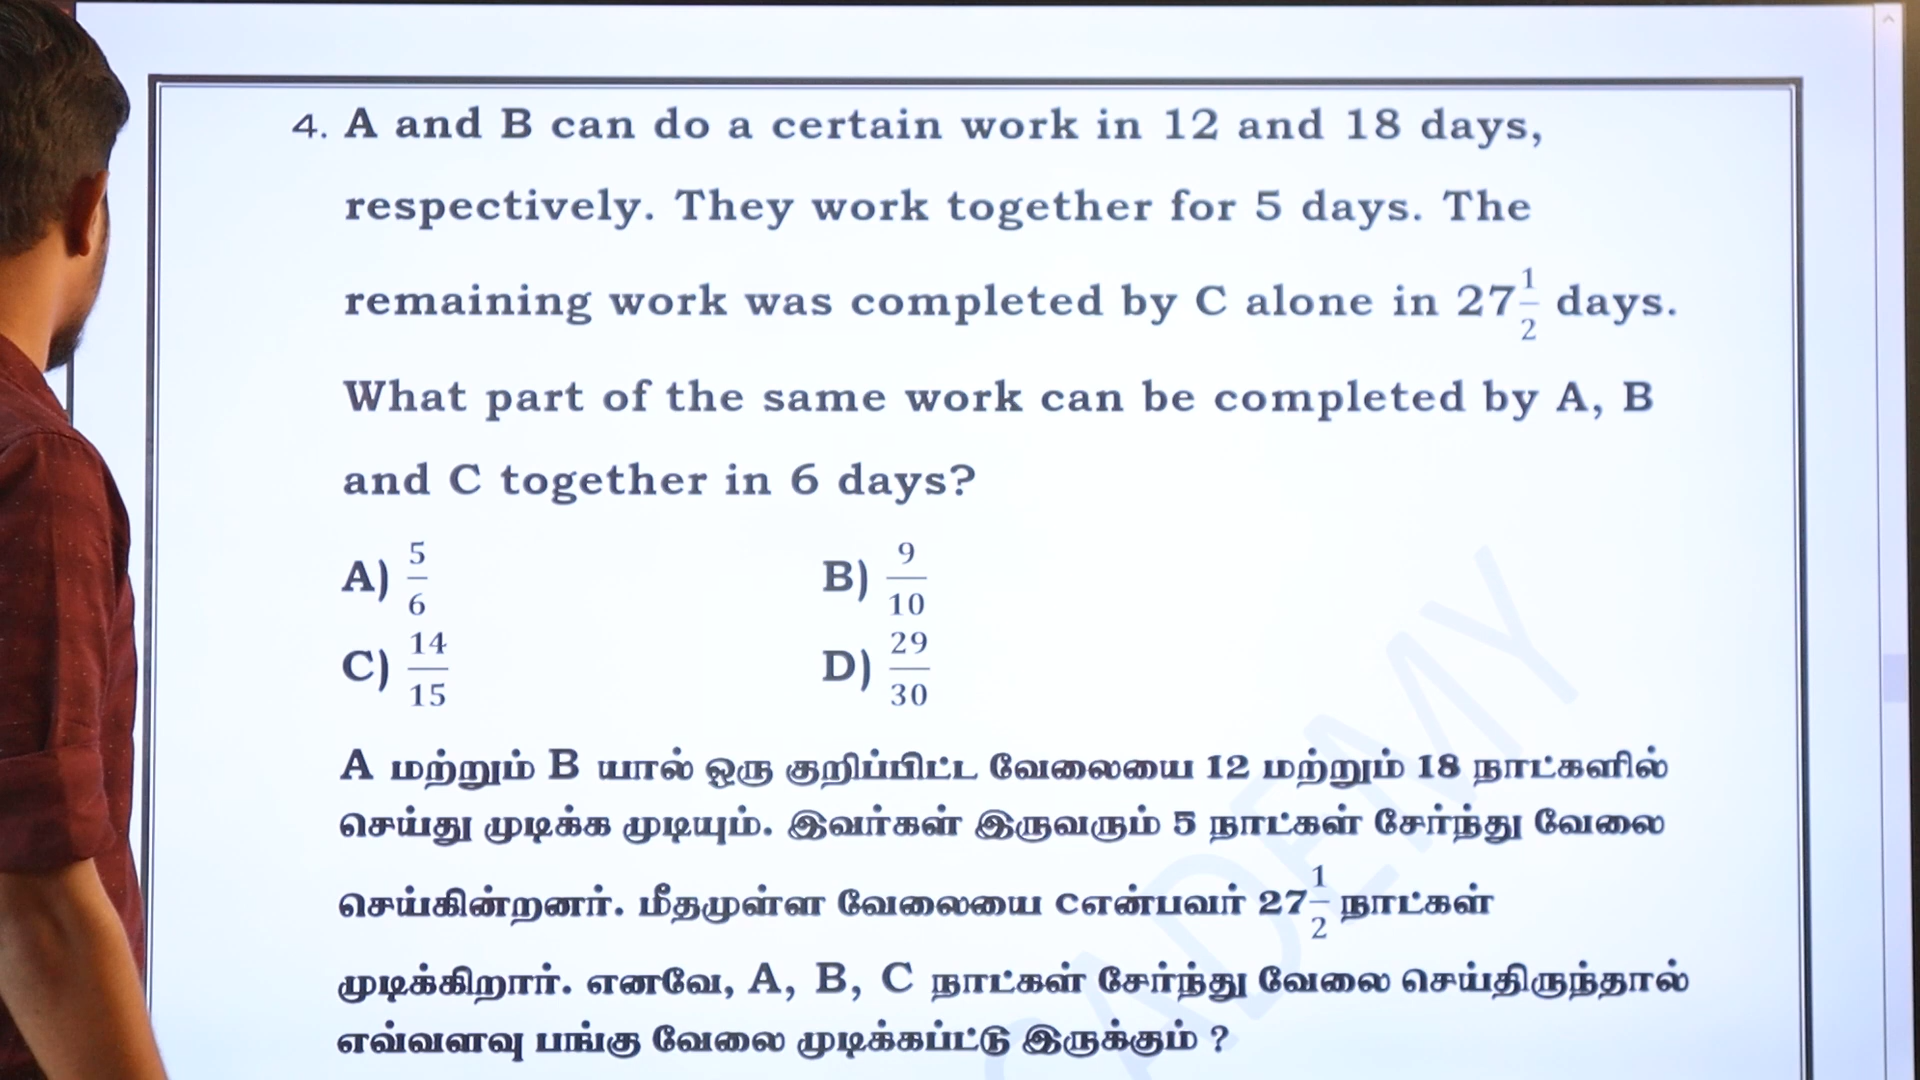 4. A and B can do a certain work in 12 and 18 days,
respectively. They work together for 5 days. The
remaining work was completed by C alone in 27 1/2 days.
What part of the same work can be completed by A, B
and C together in 6 days?
A) 5/6 B) 9/10
C) 14/15 D) 29/30
A மற்றும் B யால் ஒரு குறிப்பிட்ட வேலையை 12 மற்றும் 18 நாட்களில்
செய்து முடிக்க முடியும். இவர்கள் இருவரும் 5 நாட்கள் சேர்ந்து வேலை
செய்கின்றனர். மீதமுள்ள வேலையை cஎன்பவர் 27 1/2 நாட்கள்
முடிக்கிறார். எனவே, A, B, C நாட்கள் சேர்ந்து வேலை செய்திருந்தால்
எவ்வளவு பங்கு வேலை முடிக்கப்பட்டு இருக்கும் ?
CADEMY